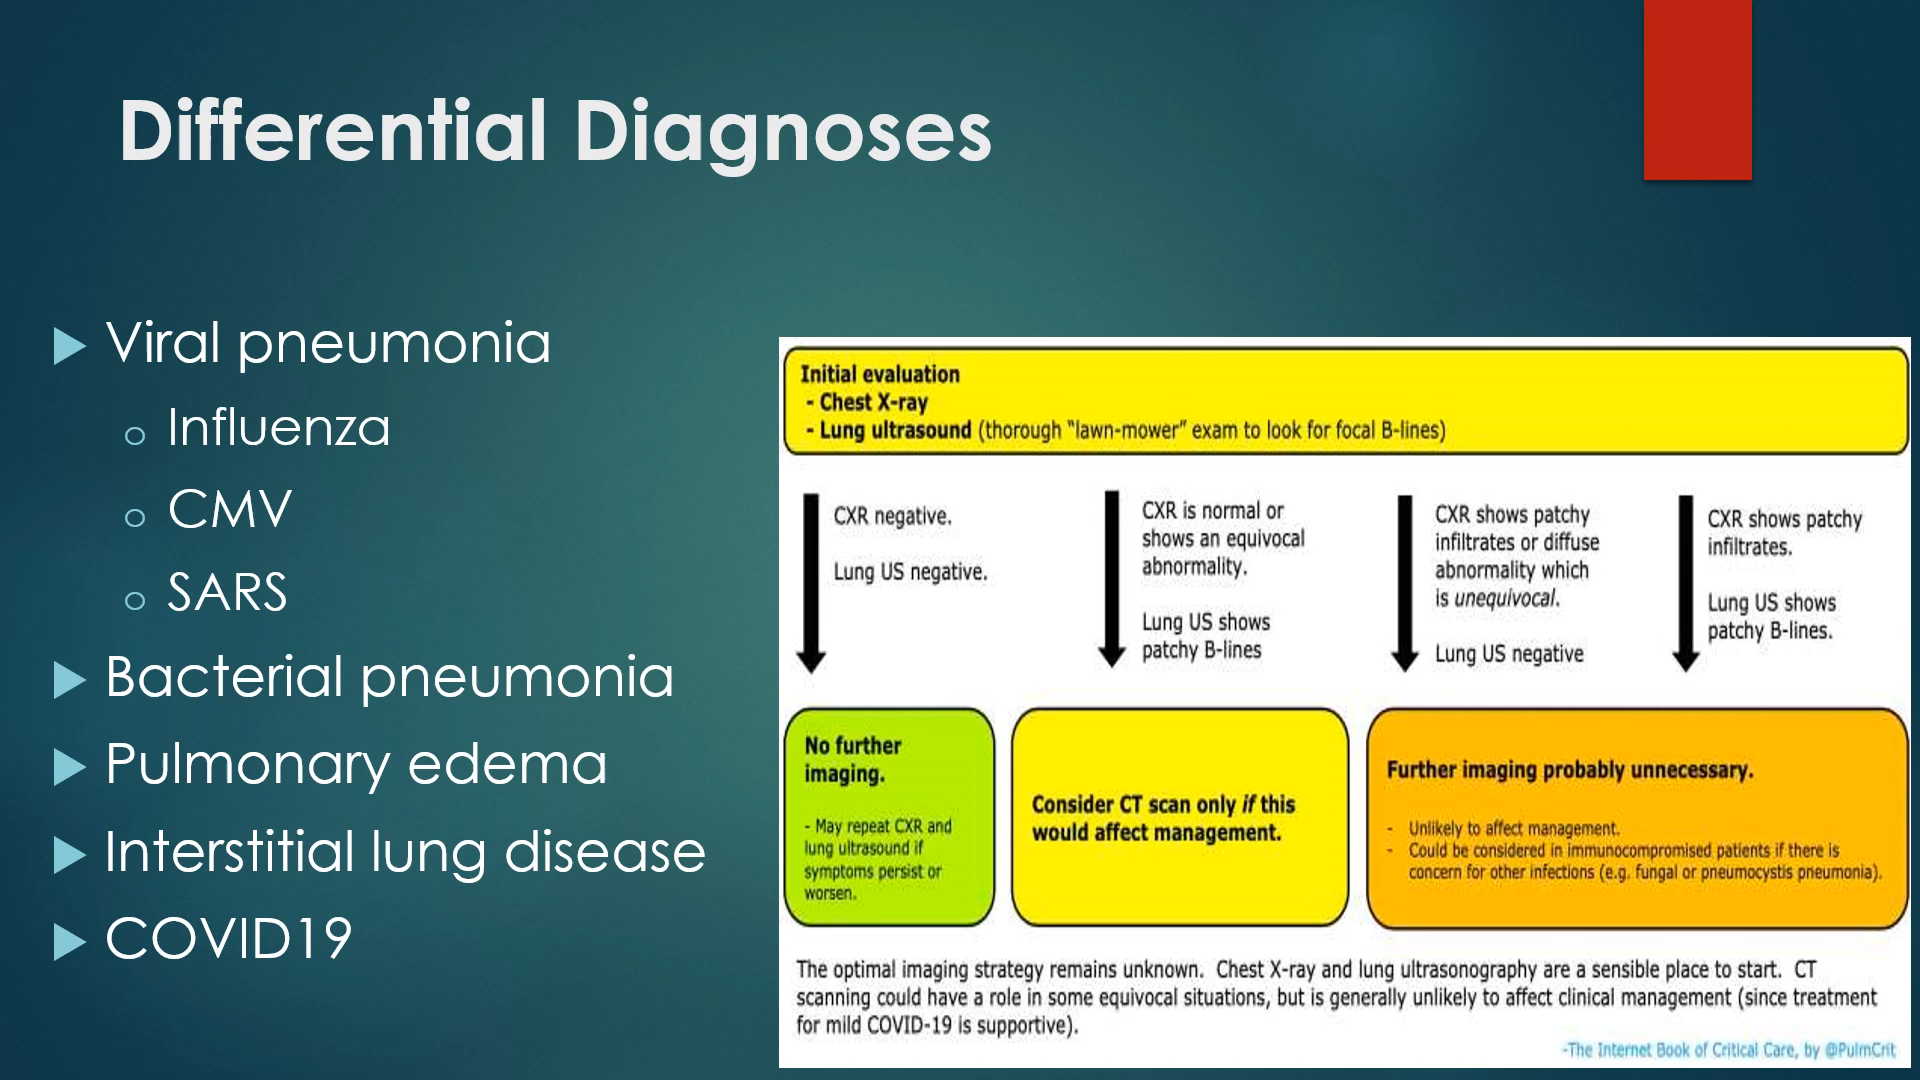 Differential Diagnoses
Viral pneumonia
Influenza
CMV
SARS
Bacterial pneumonia
Pulmonary edema
Interstitial lung disease
COVID19
Initial evaluation
- Chest X-ray
- Lung ultrasound (thorough "lawn-mower" exam to look for focal B-lines)
CXR negative.
Lung US negative.
CXR is normal or
shows an equivocal
abnormality.
Lung US shows
patchy B-lines
CXR shows patchy
infiltrates or diffuse
abnormality which
is unequivocal.
Lung US negative
CXR shows patchy
infiltrates.
Lung US shows
patchy B-lines.
No further
imaging.
- May repeat CXR and
lung ultrasound if
symptoms persist or
worsen.
Consider CT scan only if this
would affect management.
Further imaging probably unnecessary.
- Unlikely to affect management.
- Could be considered in immunocompromised patients if there is
concern for other infections (e.g. fungal or pneumocystis pneumonia).
The optimal imaging strategy remains unknown. Chest X-ray and lung ultrasonography are a sensible place to start. CT
scanning could have a role in some equivocal situations, but is generally unlikely to affect clinical management (since treatment
for mild COVID-19 is supportive).
-The Internet Book of Critical Care, by @PulmCrit